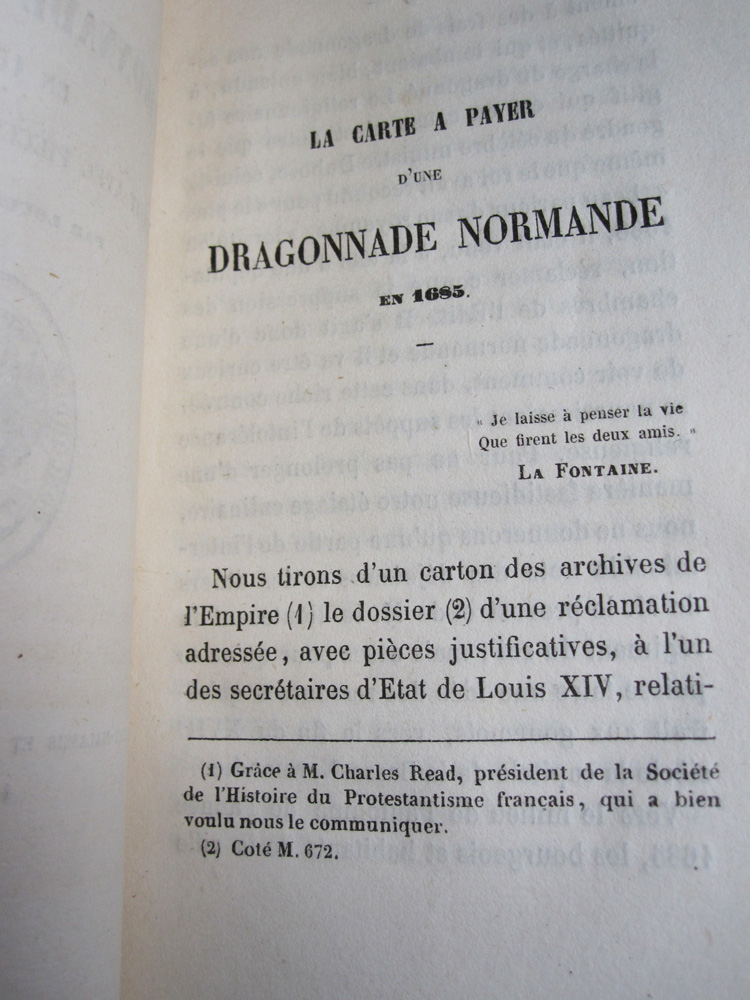 LA CARTE A PAYER
D'UNE
DRAGONNADE NORMANDE
EN 1685.
" Je laisse à penser la vie
Que firent les deux amis. "
LA FONTAINE.
Nous tirons d'un carton des archives de
l'Empire (1) le dossier (2) d'une réclamation
adressée, avec pièces justificatives, à l'un
des secrétaires d'Etat de Louis XIV, relati-
(1) Grâce à M. Charles Read, président de la Société
de l'Histoire du Protestantisme français, qui a bien
voulu nous le communiquer.
(2) Coté M. 672.